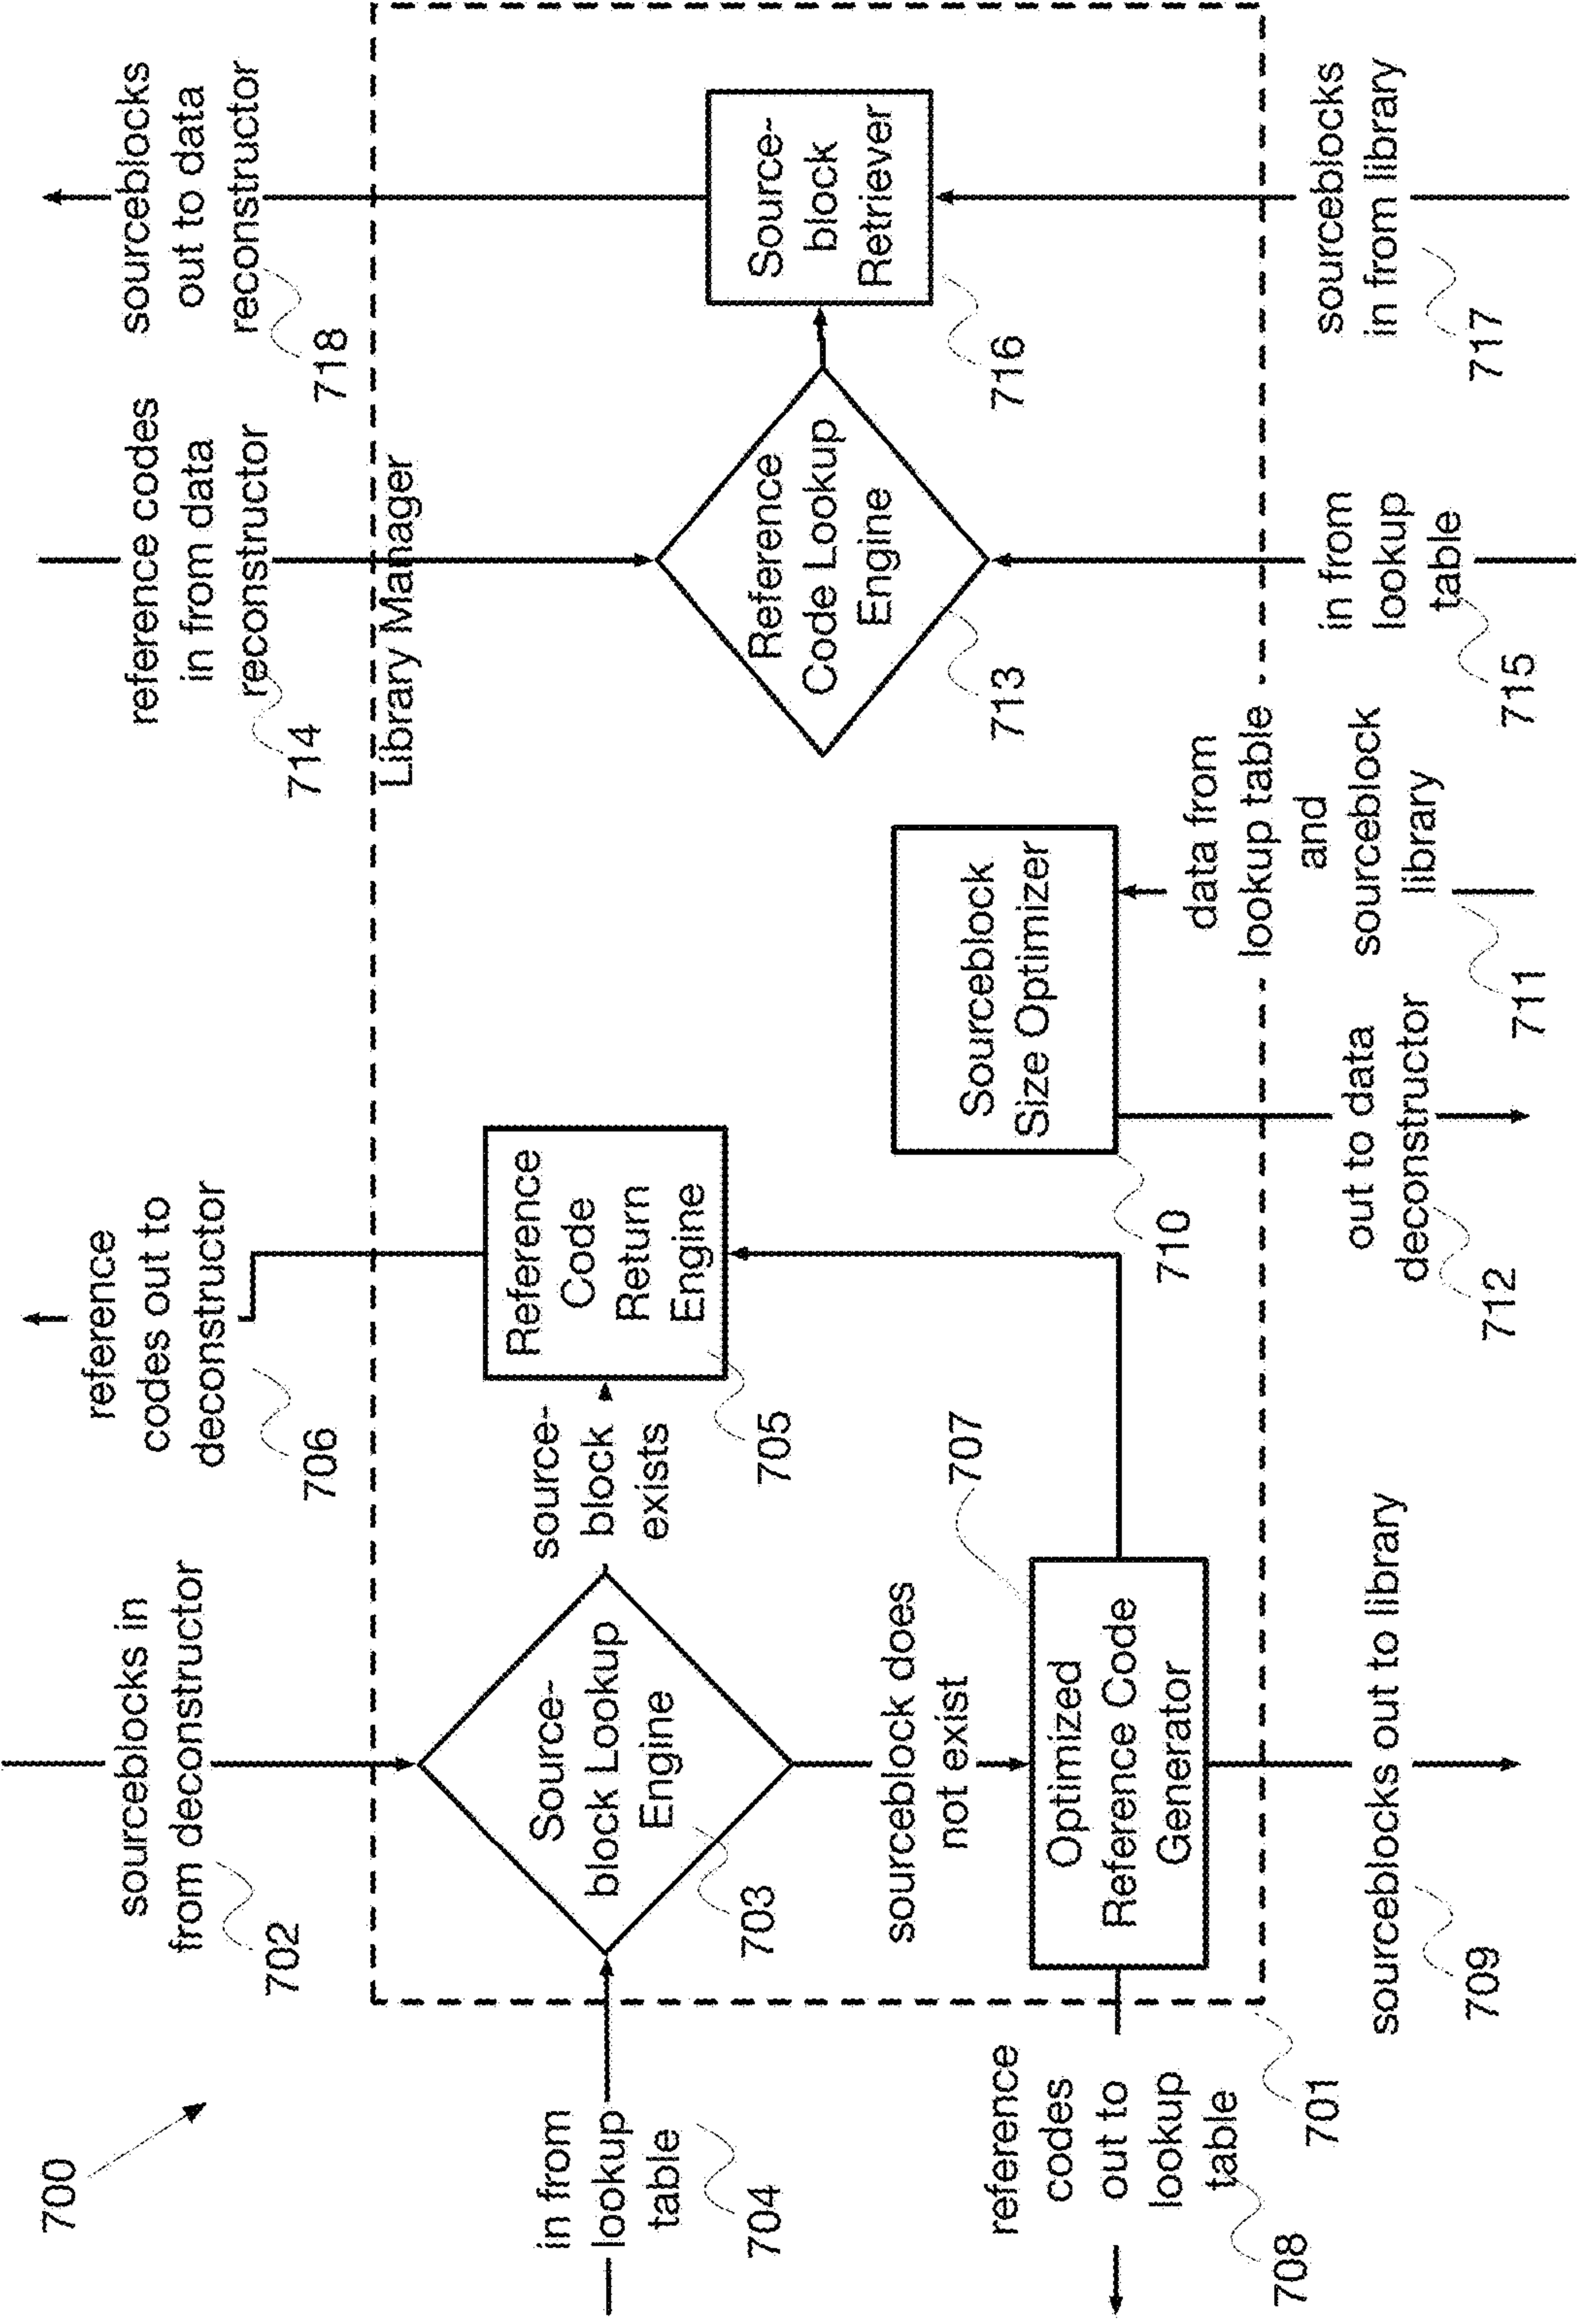 700
sourceblocks in
from deconstructor
702
reference
codes out to
deconstructor
706
reference codes
in from data
reconstructor
714
sourceblocks
out to data
reconstructor
718
Library Manager
in from
lookup
table
704
Source-
block Lookup
Engine
703
source-
block
exists
Reference
Code
Return
Engine
705
sourceblock does
not exist
707
Optimized
Reference Code
Generator
reference
codes
out to
lookup
table
708
701
sourceblocks out to library
709
Sourceblock
Size Optimizer
710
out to data
deconstructor
712
data from
lookup table
and
sourceblock
library
711
Reference
Code Lookup
Engine
713
in from
lookup
table
715
Source-
block
Retriever
716
sourceblocks
in from library
717